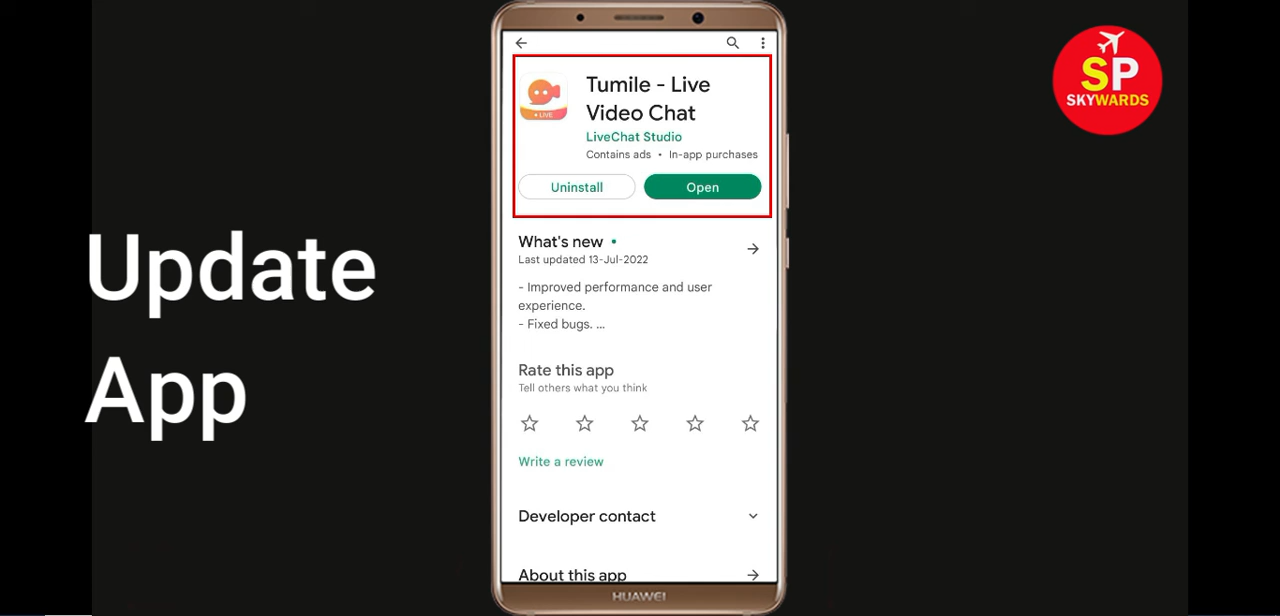 Update
App
Tumile - Live
Video Chat
LIVE
LiveChat Studio
Contains ads • In-app purchases
Uninstall
Open
What's new •
Last updated 13-Jul-2022
- Improved performance and user
experience.
- Fixed bugs. ...
Rate this app
Tell others what you think
Write a review
Developer contact
About this app
HUAWEI
SP
SKYWARDS